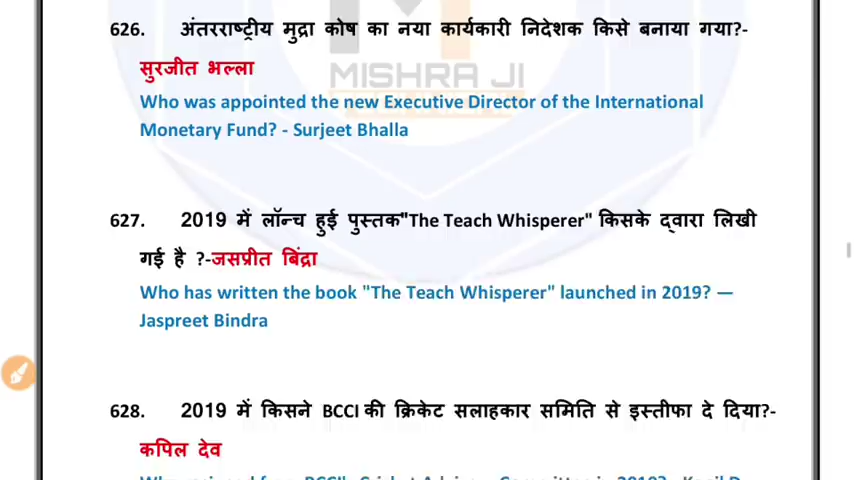 626. अंतरराष्ट्रीय मुद्रा कोष का नया कार्यकारी निदेशक किसे बनाया गया?-
सुरजीत भल्ला
MISHRA JI
Who was appointed the new Executive Director of the International
Monetary Fund? - Surjeet Bhalla
627. 2019 में लॉन्च हुई पुस्तक"The Teach Whisperer" किसके द्वारा लिखी
गई है ?-जसप्रीत बिंद्रा
Who has written the book "The Teach Whisperer" launched in 2019? —
Jaspreet Bindra
628. 2019 में किसने BCCI की क्रिकेट सलाहकार समिति से इस्तीफा दे दिया?-
कपिल देव